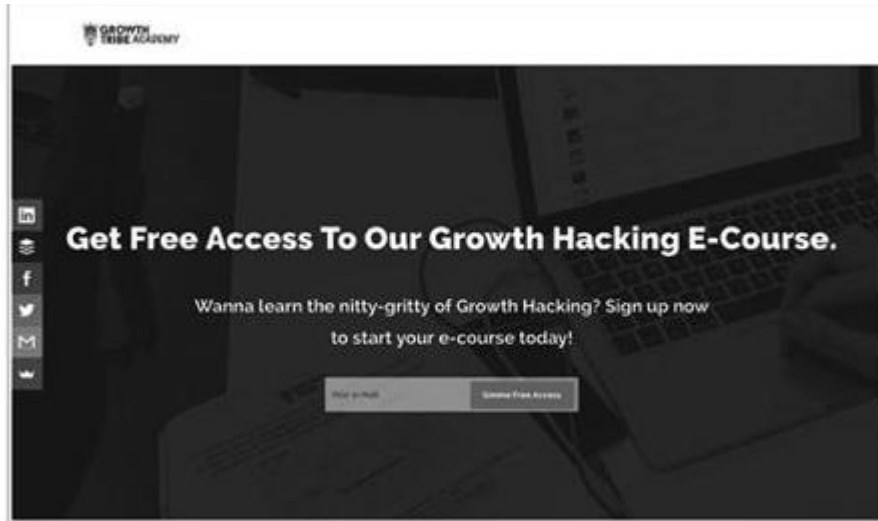 GROWTH
TRIBE ACADEMY
Get Free Access To Our Growth Hacking E-Course.
Wanna learn the nitty-gritty of Growth Hacking? Sign up now
to start your e-course today!
Gimme Free Access